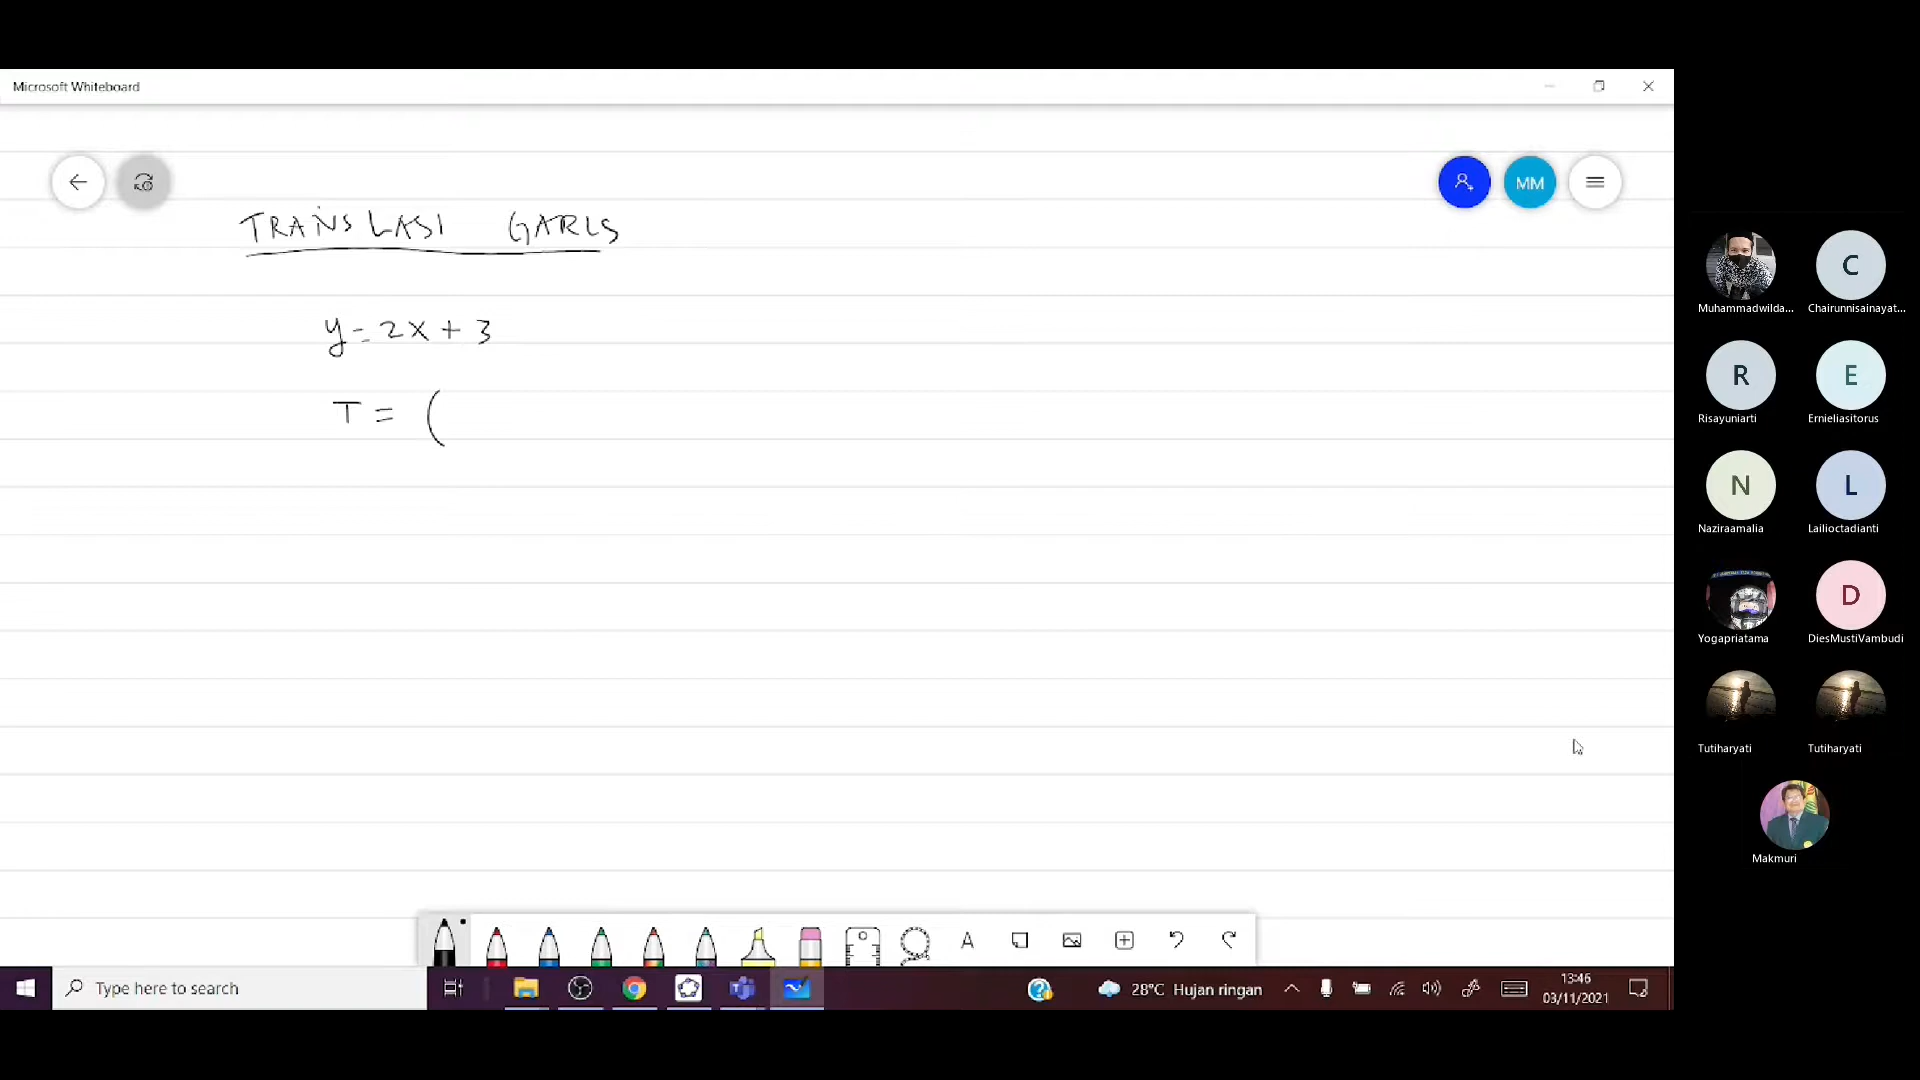 Microsoft Whiteboard
MM
TRANSLASI GARIS
y = 2x + 3
T = (
C
Muhammadwilda...
Chairunnisainayat...
R
E
Risayuniarti
Ernieliasitorus
N
L
Naziraamalia
Lailioctadianti
D
Yogapriatama
DiesMustiVambudi
Tutiharyati
Tutiharyati
Makmuri
A
Type here to search
28°C Hujan ringan
13:46
03/11/2021